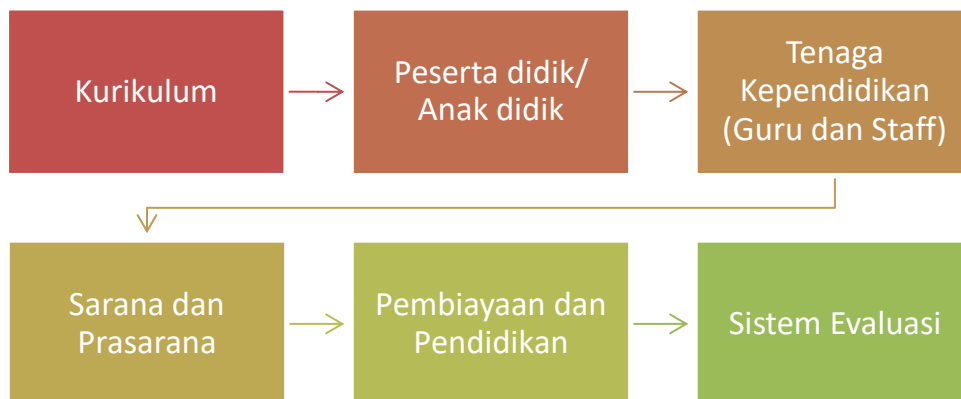 Kurikulum
Peserta didik/
Anak didik
Tenaga
Kependidikan
(Guru dan Staff)
Sarana dan
Prasarana
Pembiayaan dan
Pendidikan
Sistem Evaluasi